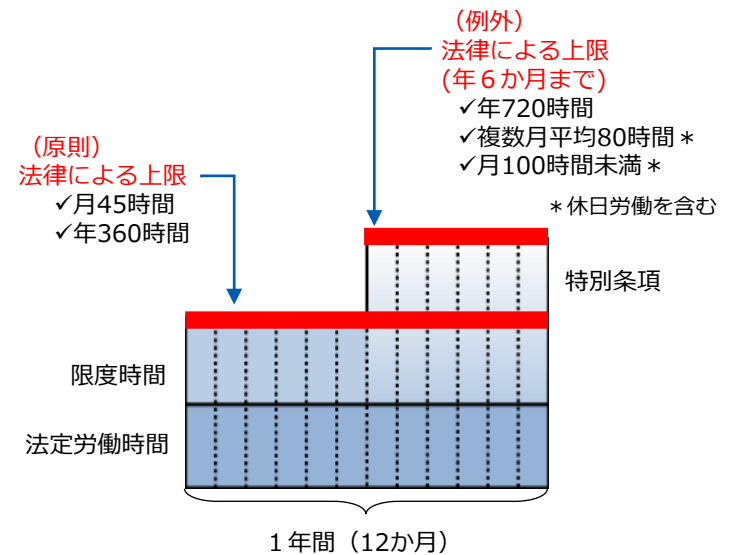 （例外）
法律による上限
(年６か月まで)
✓年720時間
✓複数月平均80時間＊
✓月100時間未満＊
＊休日労働を含む
（原則）
法律による上限
✓月45時間
✓年360時間
特別条項
限度時間
法定労働時間
１年間（12か月）